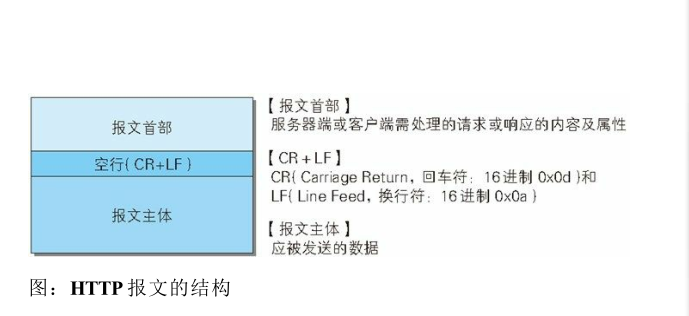 报文首部
空行( CR+LF )
报文主体
【 报文首部 】
服务器端或客户端需处理的请求或响应的内容及属性
【 CR + LF 】
CR( Carriage Return，回车符：16 进制 0x0d )和
LF( Line Feed，换行符：16 进制 0x0a )
【 报文主体 】
应被发送的数据
图：HTTP 报文的结构